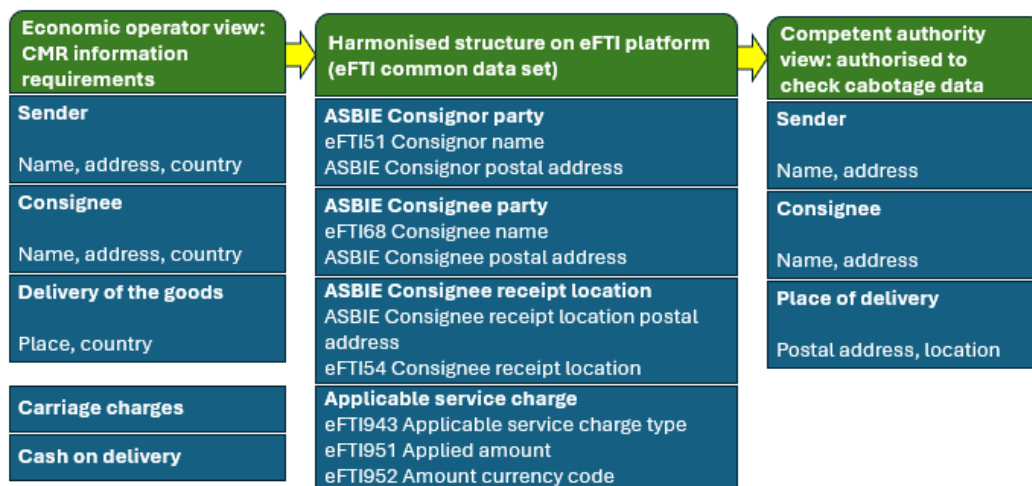 Economic operator view:
CMR information
requirements
Sender
Name, address, country
Consignee
Name, address, country
Delivery of the goods
Place, country
Carriage charges
Cash on delivery
Harmonised structure on eFTI platform
(eFTI common data set)
ASBIE Consignor party
eFTI51 Consignor name
ASBIE Consignor postal address
ASBIE Consignee party
eFTI68 Consignee name
ASBIE Consignee postal address
ASBIE Consignee receipt location
ASBIE Consignee receipt location postal
address
eFTI54 Consignee receipt location
Applicable service charge
eFTI943 Applicable service charge type
eFTI951 Applied amount
eFTI952 Amount currency code
Competent authority
view: authorised to
check cabotage data
Sender
Name, address
Consignee
Name, address
Place of delivery
Postal address, location